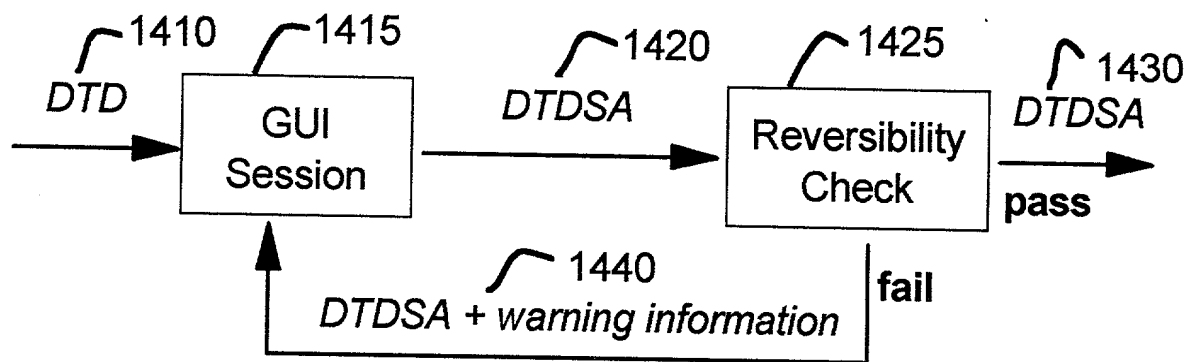 1410
DTD
1415
GUI
Session
1420
DTDSA
1425
Reversibility
Check
1430
DTDSA
pass
1440
DTDSA + warning information
fail